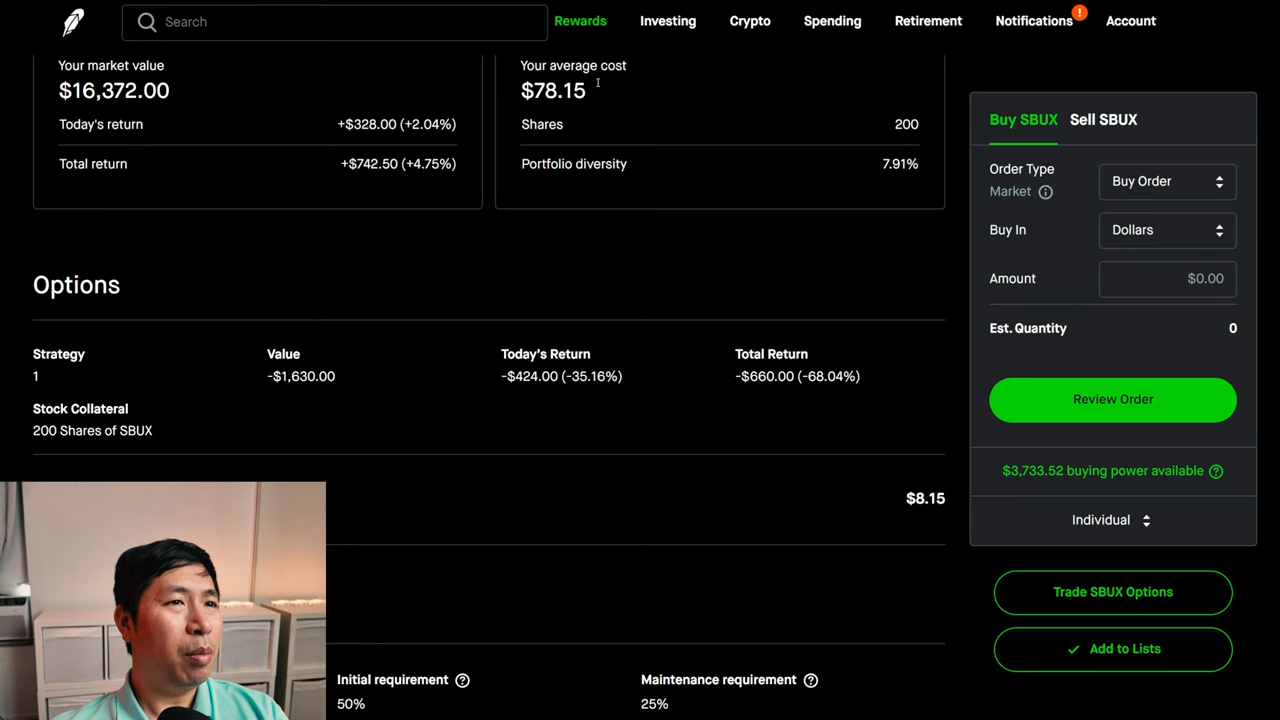 Search
Rewards
Investing
Crypto
Spending
Retirement
Notifications
!
Account
Your market value
$16,372.00
Today's return
+$328.00 (+2.04%)
Total return
+$742.50 (+4.75%)
Your average cost
$78.15
Shares
200
Portfolio diversity
7.91%
Buy SBUX
Sell SBUX
Order Type
Market
Buy Order
Buy In
Dollars
Amount
$0.00
Est. Quantity
0
Review Order
$3,733.52 buying power available
Individual
Trade SBUX Options
Add to Lists
Options
Strategy
Value
Today's Return
Total Return
1
-$1,630.00
-$424.00 (-35.16%)
-$660.00 (-68.04%)
Stock Collateral
200 Shares of SBUX
$8.15
Initial requirement
50%
Maintenance requirement
25%